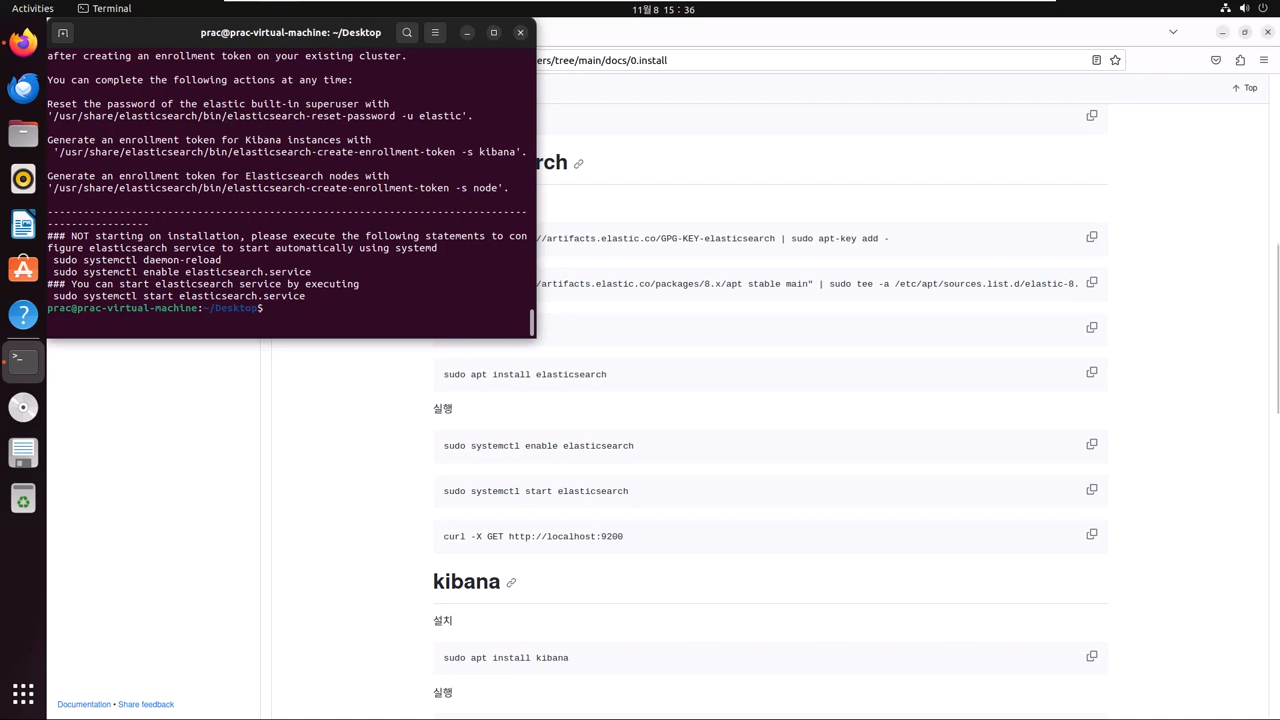 Activities
Terminal
11월 8 15 : 36
prac@prac-virtual-machine: ~/Desktop
after creating an enrollment token on your existing cluster.
You can complete the following actions at any time:
Reset the password of the elastic built-in superuser with
'/usr/share/elasticsearch/bin/elasticsearch-reset-password -u elastic'.
Generate an enrollment token for Kibana instances with
'/usr/share/elasticsearch/bin/elasticsearch-create-enrollment-token -s kibana'.
Generate an enrollment token for Elasticsearch nodes with
'/usr/share/elasticsearch/bin/elasticsearch-create-enrollment-token -s node'.
--------------------------------------------------------------------------------
-----------------
### NOT starting on installation, please execute the following statements to con
figure elasticsearch service to start automatically using systemd
sudo systemctl daemon-reload
sudo systemctl enable elasticsearch.service
### You can start elasticsearch service by executing
sudo systemctl start elasticsearch.service
prac@prac-virtual-machine:~/Desktop$
ers/tree/main/docs/0.install
Top
rch
//artifacts.elastic.co/GPG-KEY-elasticsearch | sudo apt-key add -
/artifacts.elastic.co/packages/8.x/apt stable main" | sudo tee -a /etc/apt/sources.list.d/elastic-8.
sudo apt install elasticsearch
실행
sudo systemctl enable elasticsearch
sudo systemctl start elasticsearch
curl -X GET http://localhost:9200
kibana
설치
sudo apt install kibana
실행
Documentation • Share feedback